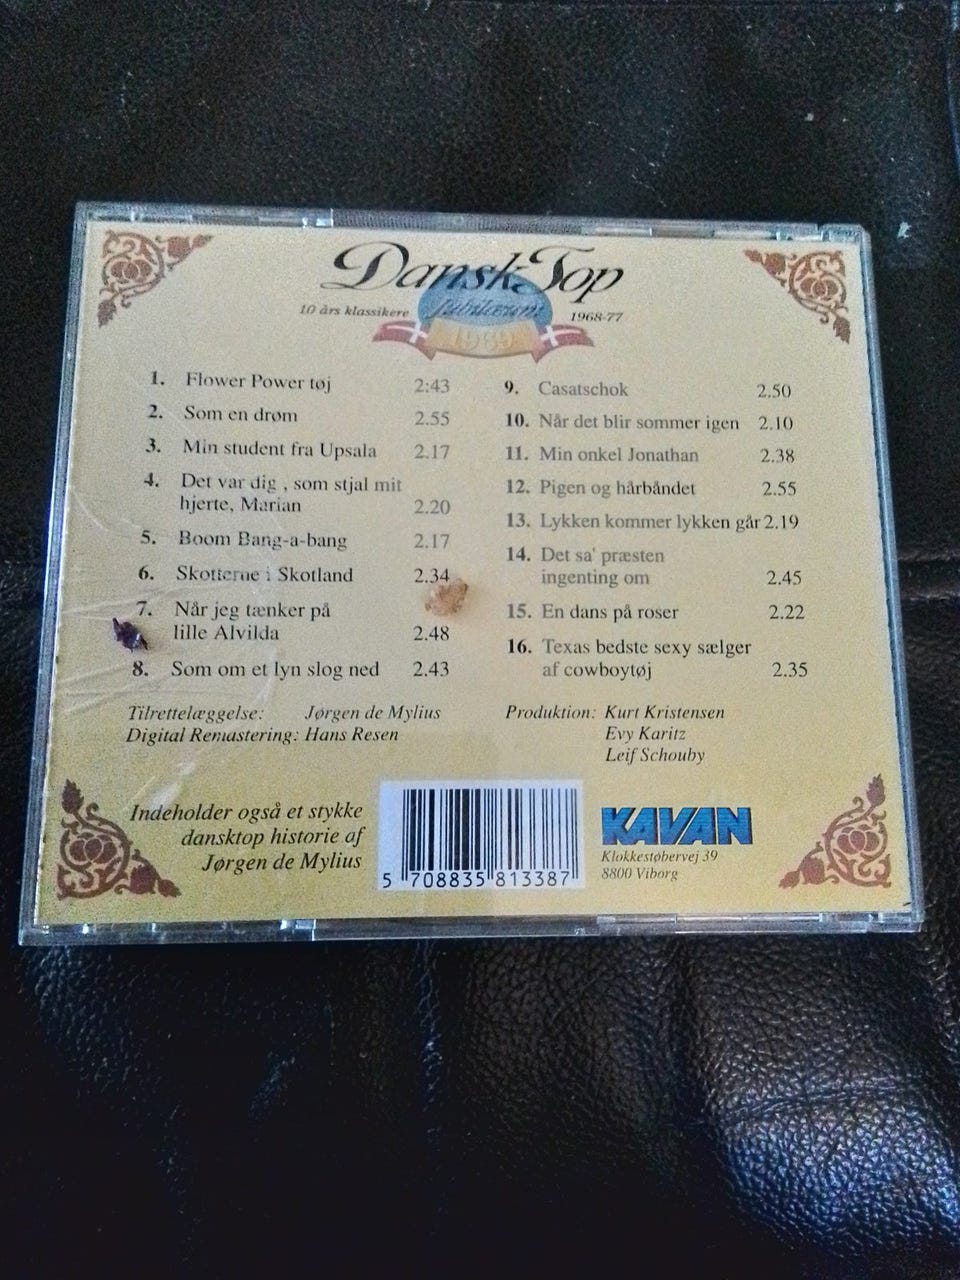 Dansk Top
10 års klassikere
Jubilæum
1968-77
1969
1. Flower Power tøj 2:43
2. Som en drøm 2.55
3. Min student fra Upsala 2.17
4. Det var dig , som stjal mit
hjerte, Marian 2.20
5. Boom Bang-a-bang 2.17
6. Skotterne i Skotland 2.34
7. Når jeg tænker på
lille Alvilda 2.48
8. Som om et lyn slog ned 2.43
9. Casatschok 2.50
10. Når det blir sommer igen 2.10
11. Min onkel Jonathan 2.38
12. Pigen og hårbåndet 2.55
13. Lykken kommer lykken går 2.19
14. Det sa' præsten
ingenting om 2.45
15. En dans på roser 2.22
16. Texas bedste sexy sælger
af cowboytøj 2.35
Tilrettelæggelse: Jørgen de Mylius
Digital Remastering: Hans Resen
Produktion: Kurt Kristensen
Evy Karitz
Leif Schouby
Indeholder også et stykke
dansktop historie af
Jørgen de Mylius
5 708835 813387
KAVAN
Klokkestøbervej 39
8800 Viborg